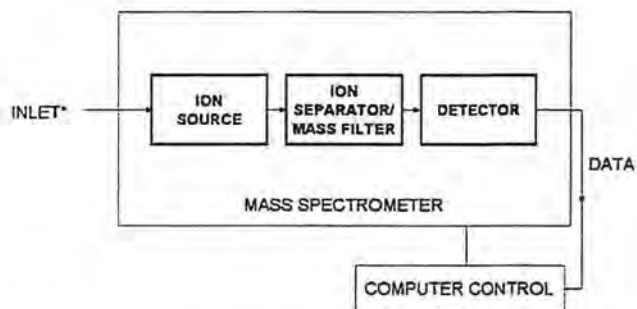 INLET*
ION
SOURCE
ION
SEPARATOR/
MASS FILTER
DETECTOR
DATA
MASS SPECTROMETER
COMPUTER CONTROL